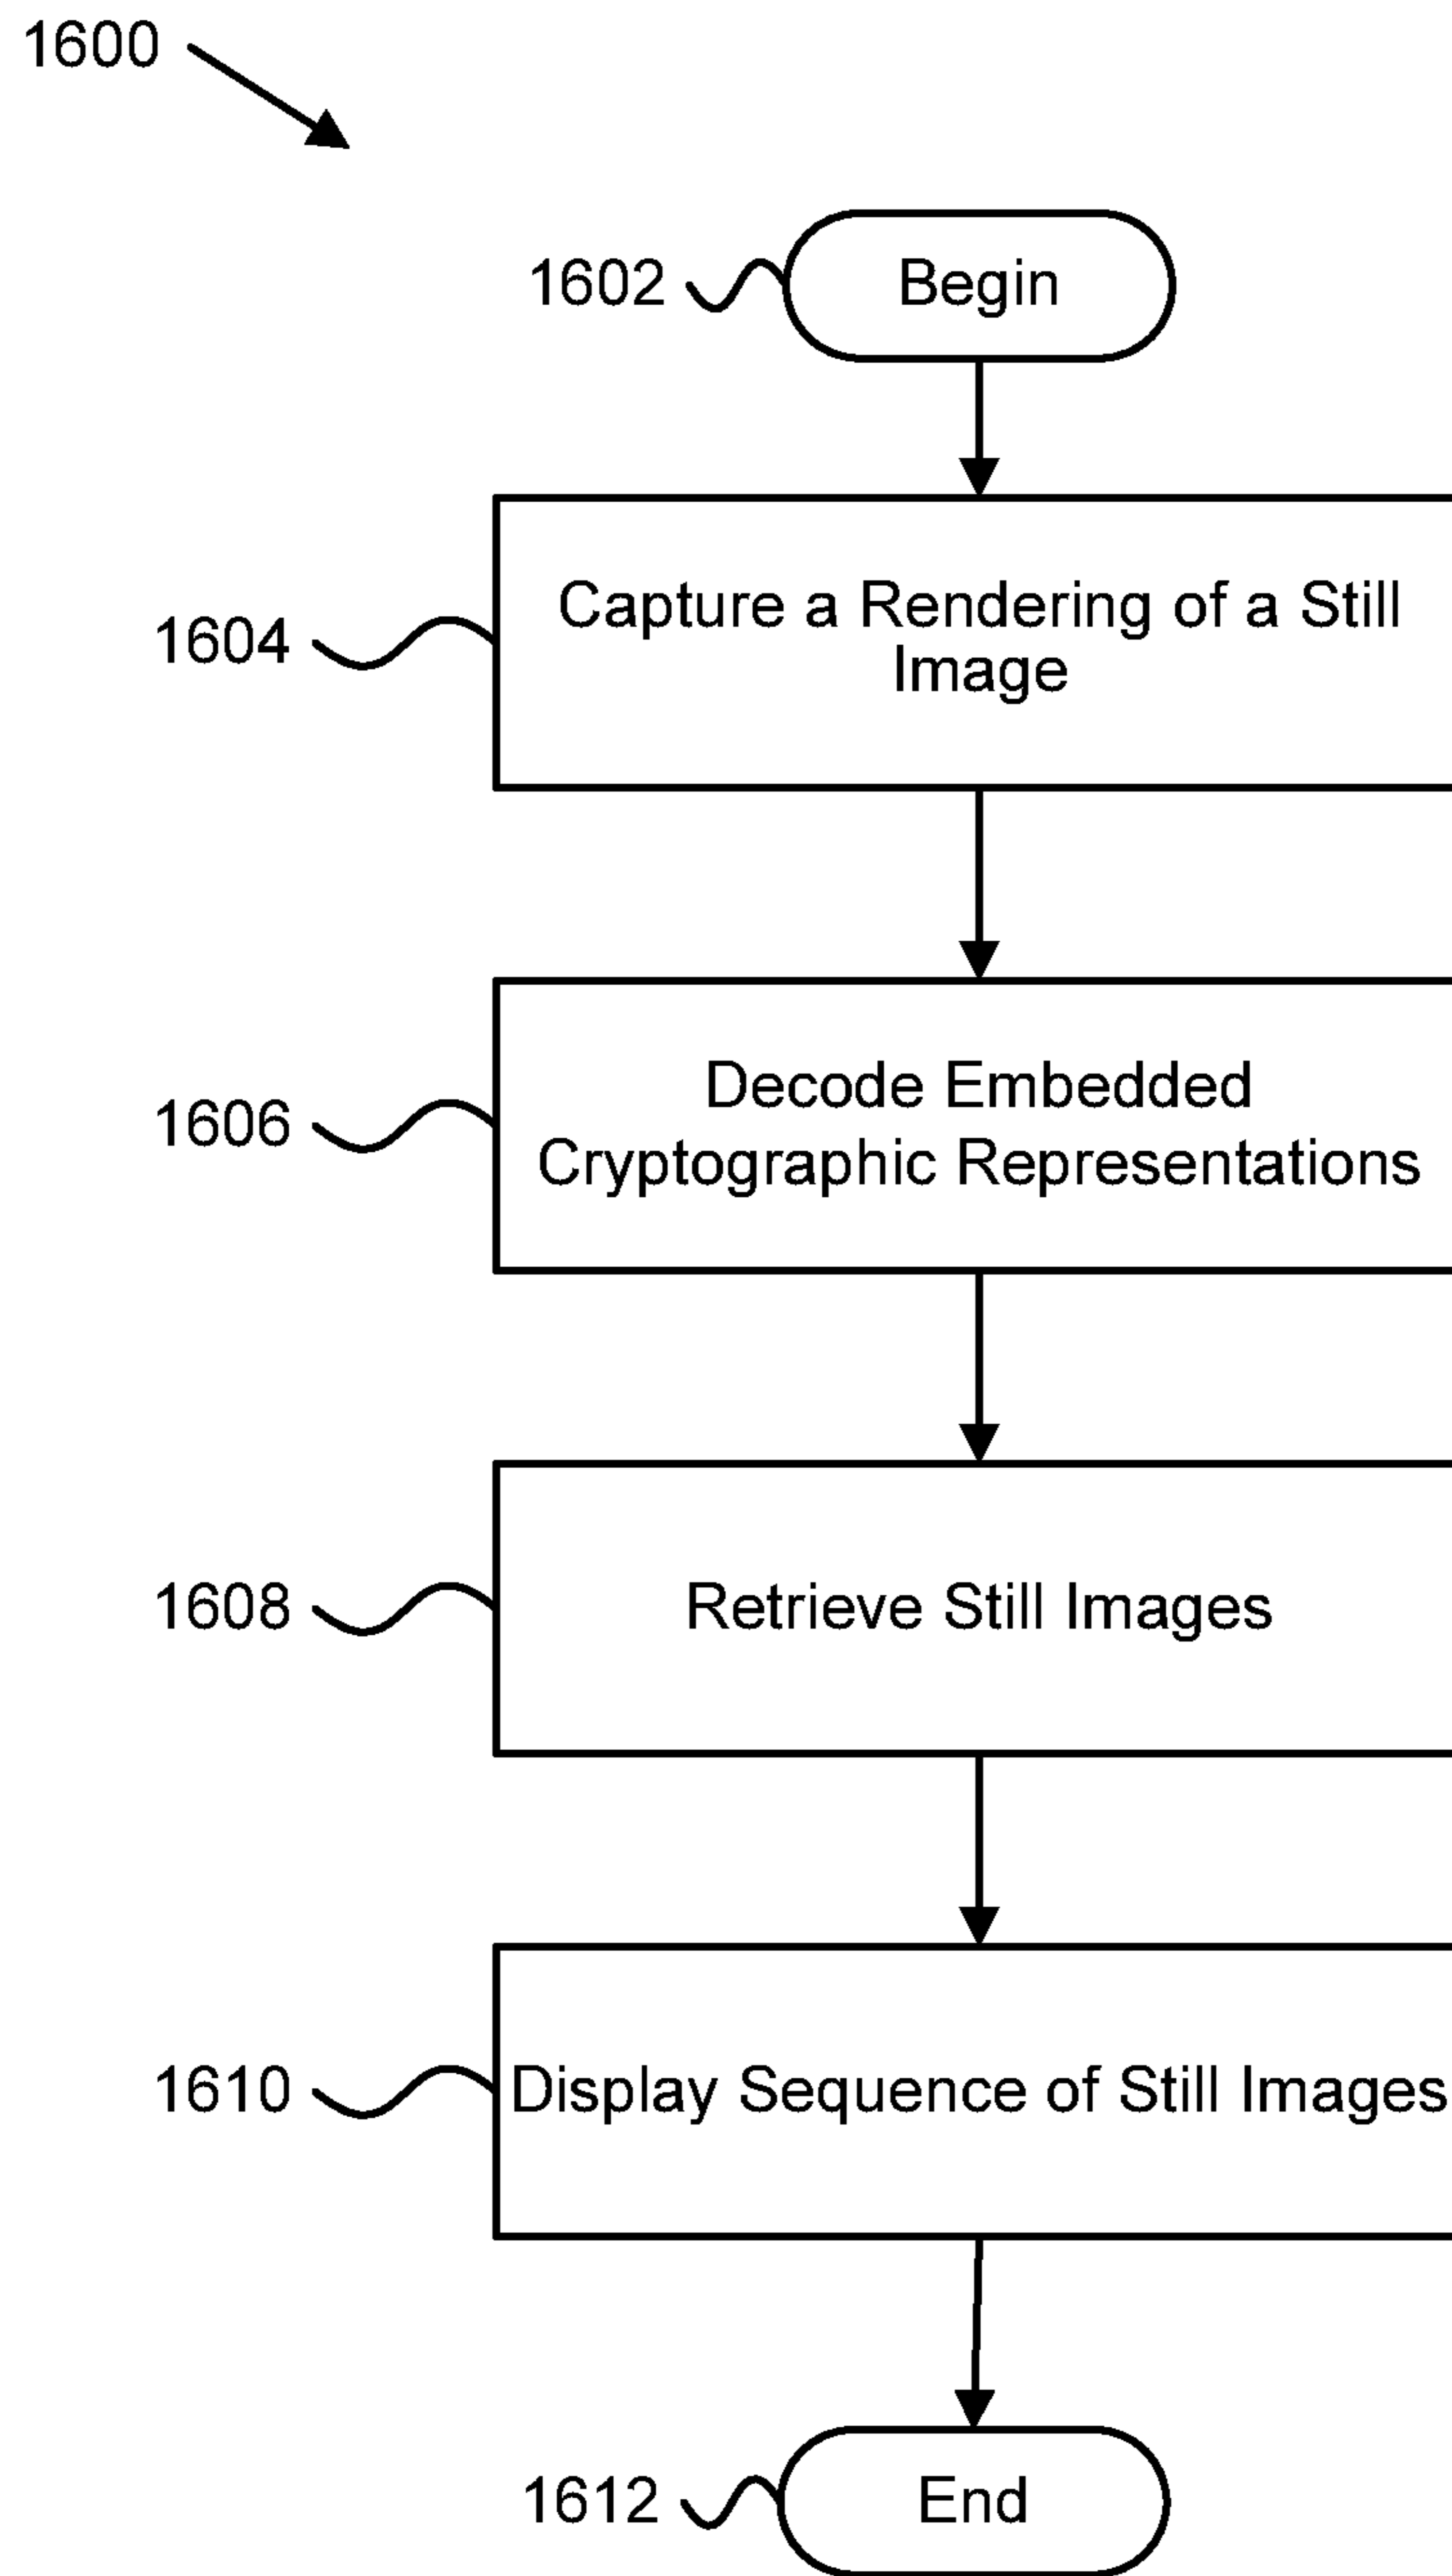 1600
1602 Begin
1604 Capture a Rendering of a Still
Image
1606 Decode Embedded
Cryptographic Representations
1608 Retrieve Still Images
1610 Display Sequence of Still Images
1612 End